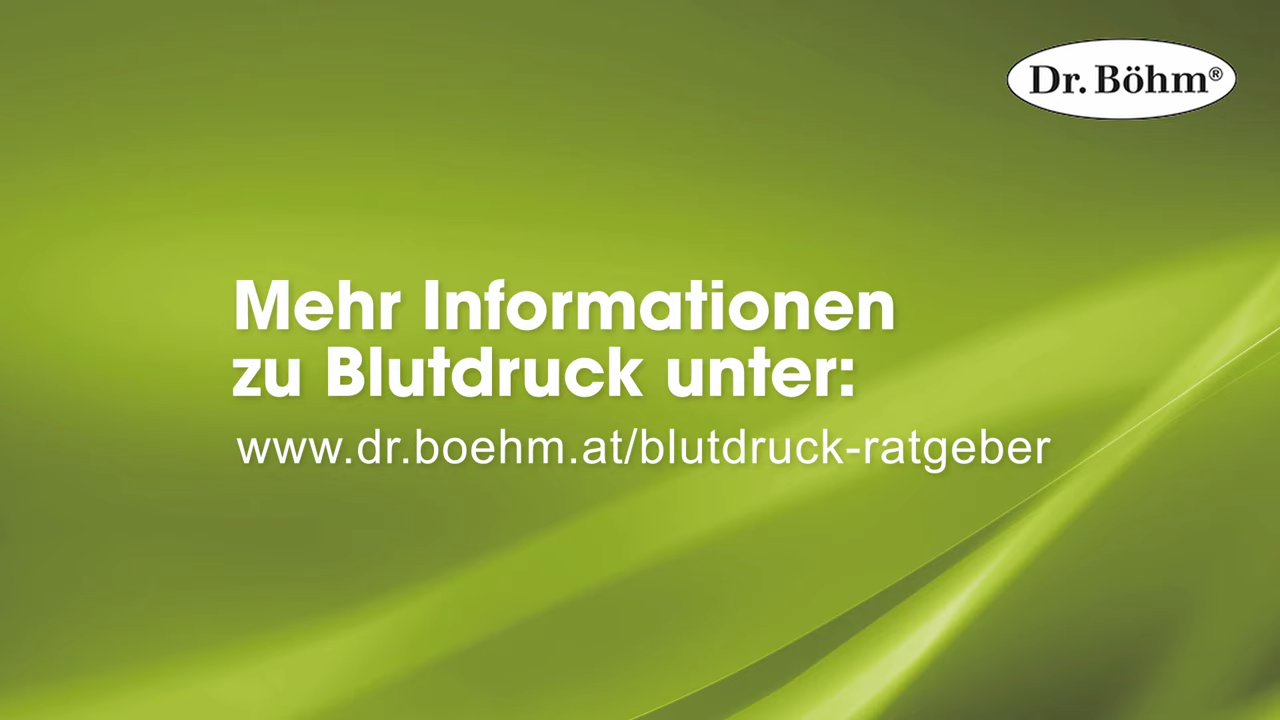 Dr. Böhm®
Mehr Informationen
zu Blutdruck unter:
www.dr.boehm.at/blutdruck-ratgeber